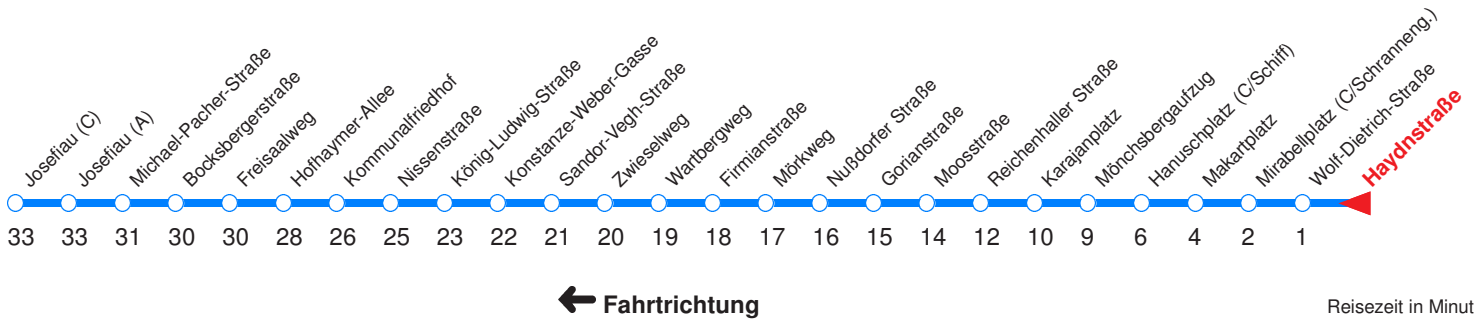 Josefiau (C)
Josefiau (A)
Michael-Pacher-Straße
Bocksbergerstraße
Freisaalweg
Hofhaymer-Allee
Kommunalfriedhof
Nissenstraße
König-Ludwig-Straße
Konstanze-Weber-Gasse
Sandor-Vegh-Straße
Zwieselweg
Wartbergweg
Firmianstraße
Mörkweg
Nußdorfer Straße
Gorianstraße
Moosstraße
Reichenhaller Straße
Karajanplatz
Mönchsbergaufzug
Hanuschplatz (C/Schiff)
Makartplatz
Mirabellplatz (C/Schranneng.)
Wolf-Dietrich-Straße
Haydnstraße
33 33 31 30 30 28 26 25 23 22 21 20 19 18 17 16 15 14 12 10 9 6 4 2 1
Fahrtrichtung
Reisezeit in Minut